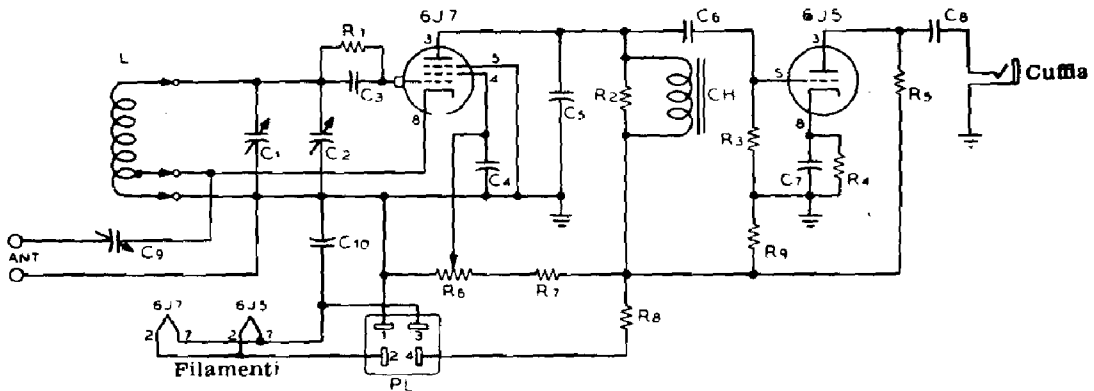 6J7 6J5
C6 C8
R1 3 3
L 5 4
C3 8 C5 R2 CH S R5 Cuffia
R3 8
C1 C2 C4 C7 R4
ANT C9 C10 R9
R6 R7
6J7 6J5 R8
2 7 2 7 1 3
Filamenti 2 4
PL